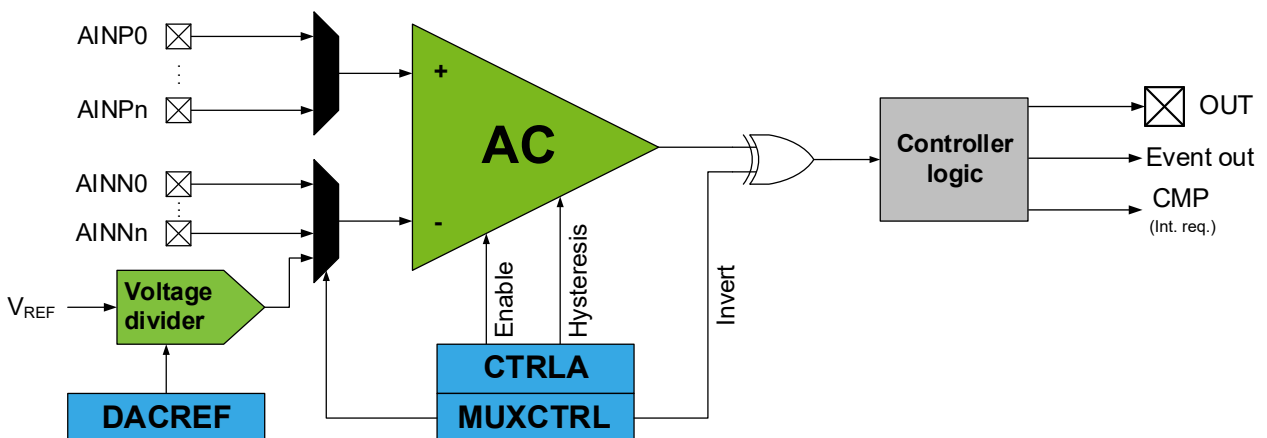 AINP0
⋮
AINPn
+
AC
AINN0
⋮
AINNn
-
Voltage
divider
VREF
DACREF
Enable
Hysteresis
Invert
CTRLA
MUXCTRL
Controller
logic
OUT
Event out
CMP
(Int. req.)